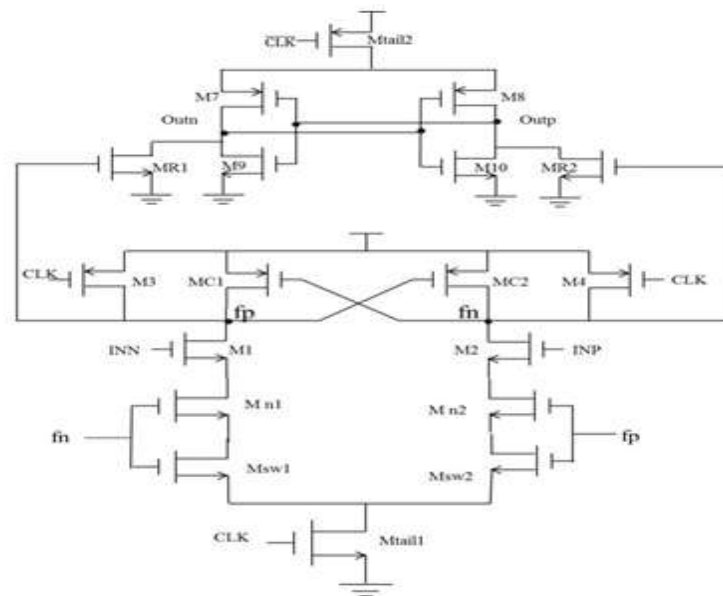 CLK Mtail2
M7 M8
Outn Outp
MR1 M9 M10 MR2
CLK M3 MC1 MC2 M4 CLK
fp fn
INN M1 M2 INP
M n1 M n2
fn fp
Msw1 Msw2
CLK Mtail1